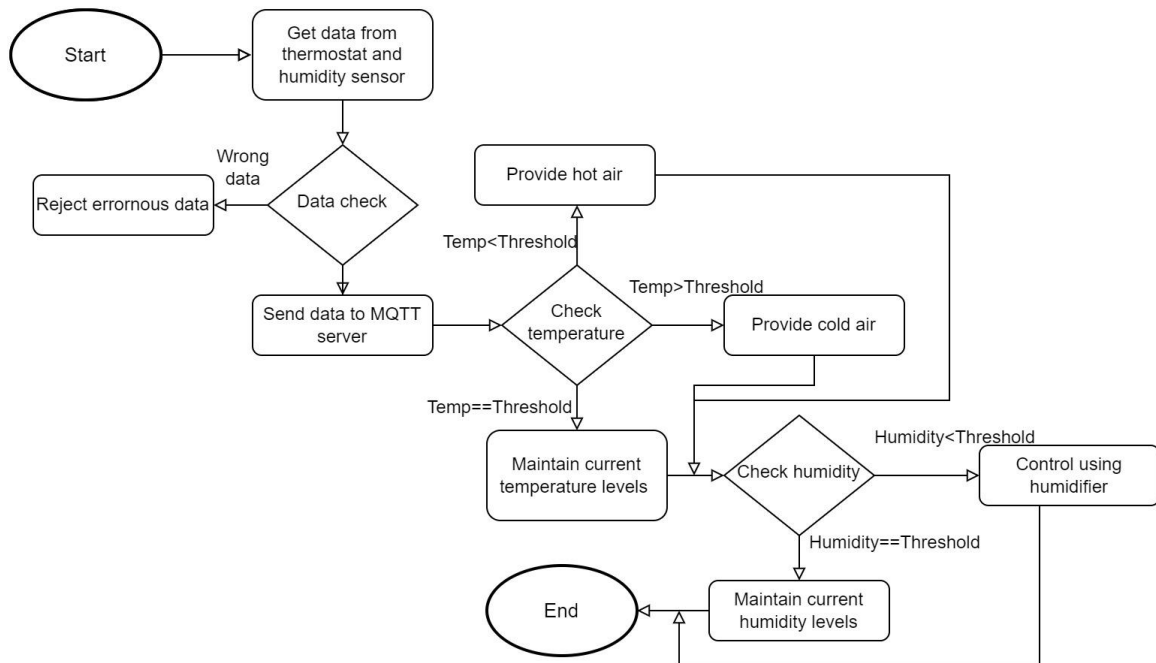 Start
Get data from
thermostat and
humidity sensor
Wrong
data
Data check
Reject errornous data
Provide hot air
Temp<Threshold
Temp>Threshold
Send data to MQTT
server
Check
temperature
Provide cold air
Temp==Threshold
Maintain current
temperature levels
Check humidity
Humidity<Threshold
Control using
humidifier
Humidity==Threshold
Maintain current
humidity levels
End